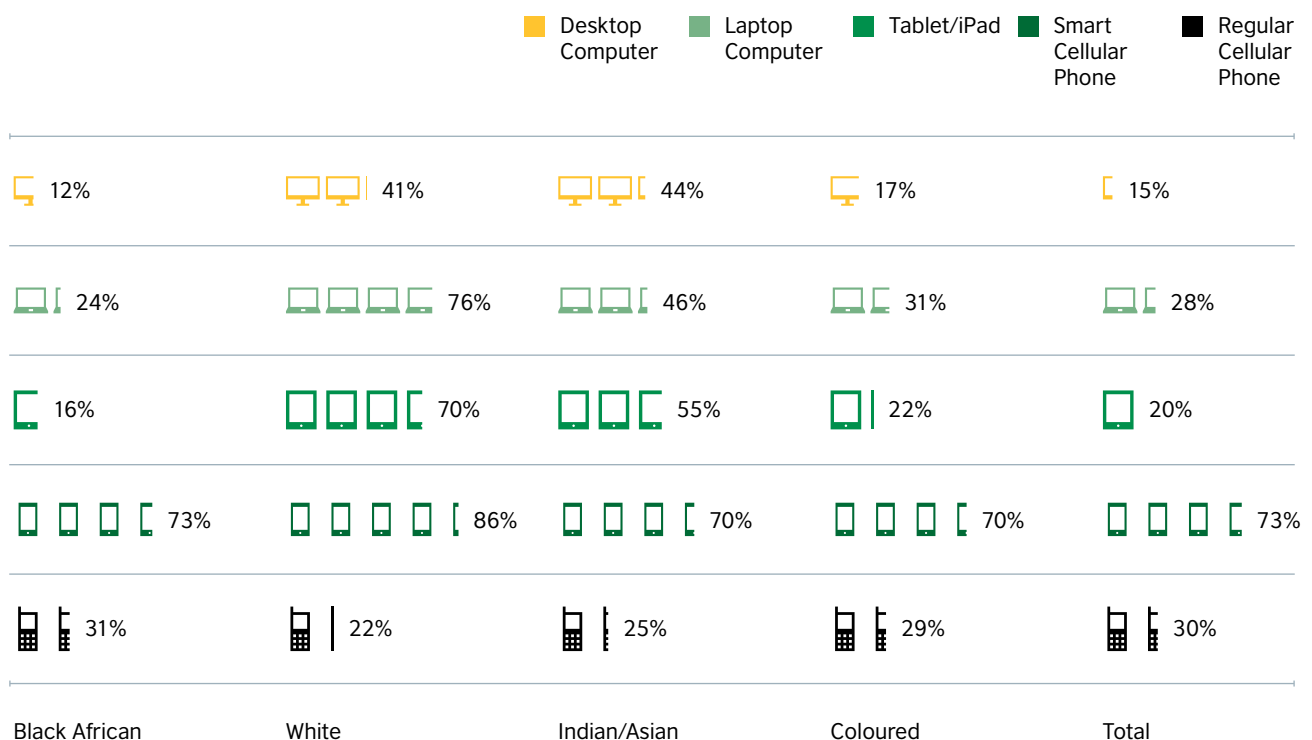 Desktop
Computer
Laptop
Computer
Tablet/iPad
Smart
Cellular
Phone
Regular
Cellular
Phone
12% 41% 44% 17% 15%
24% 76% 46% 31% 28%
16% 70% 55% 22% 20%
73% 86% 70% 70% 73%
31% 22% 25% 29% 30%
Black African White Indian/Asian Coloured Total